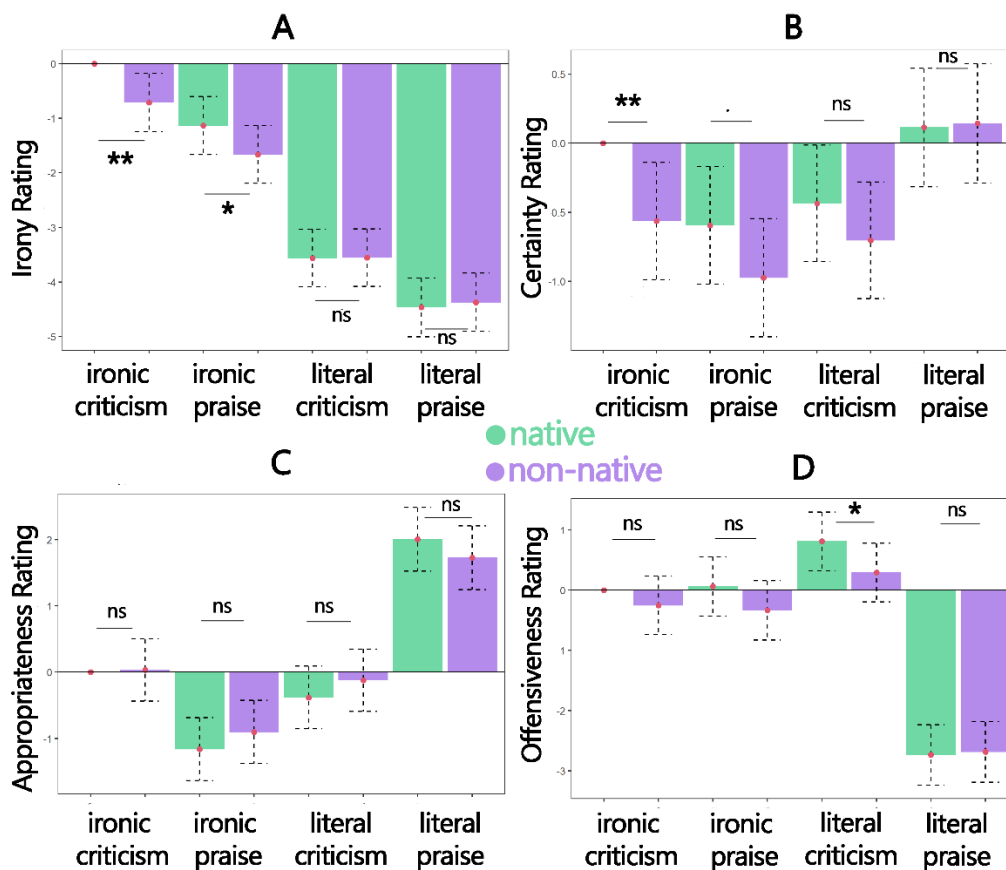 A
Irony Rating
0
-1
-2
-3
-4
-5
**
*
ns
ns
ironic criticism
ironic praise
literal criticism
literal praise
B
Certainty Rating
0.5
0.0
0.5
-1.0
**
.
ns
ns
ironic criticism
ironic praise
literal criticism
literal praise
native
non-native
C
Appropriateness Rating
2
1
0
-1
ns
ns
ns
ns
ironic criticism
ironic praise
literal criticism
literal praise
D
Offensiveness Rating
1
0
1
-2
-3
ns
ns
*
ns
ironic criticism
ironic praise
literal criticism
literal praise